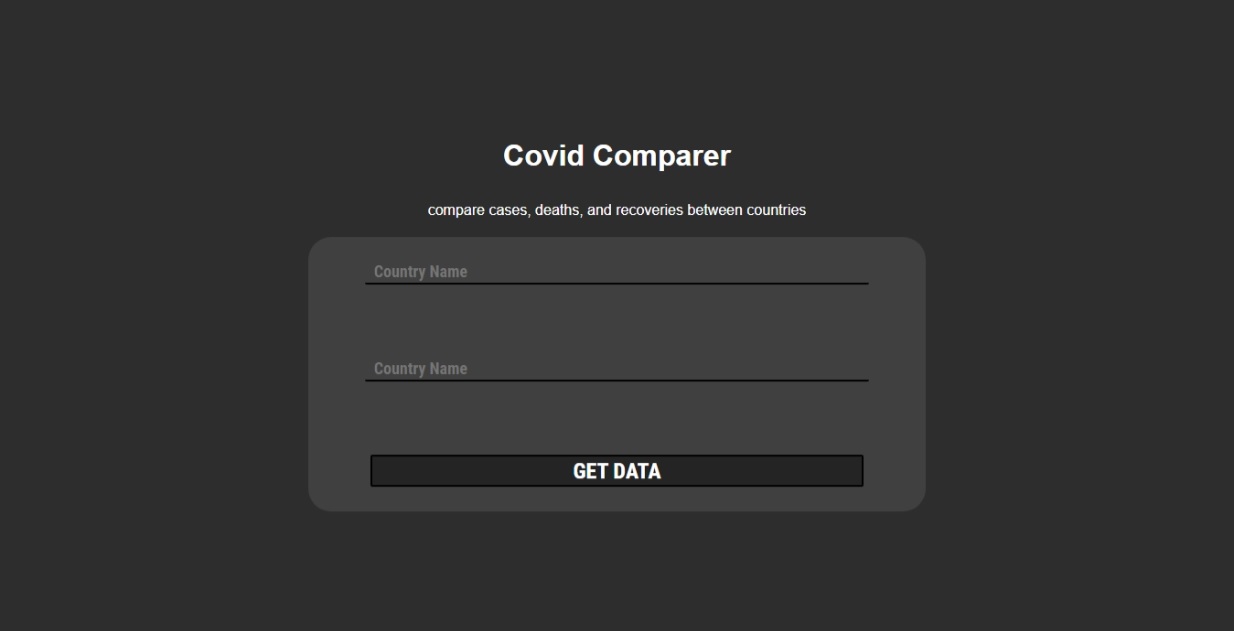 Covid Comparer
compare cases, deaths, and recoveries between countries
Country Name
Country Name
GET DATA